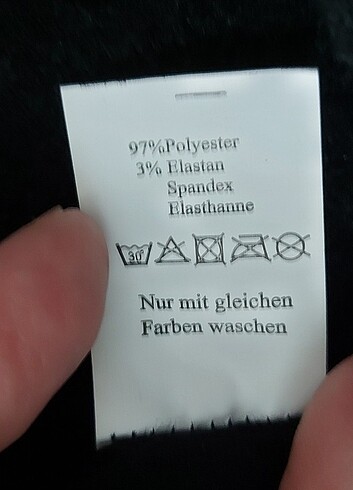 97%Polyester
3% Elastan
Spandex
Elasthanne
30°
Nur mit gleichen
Farben waschen